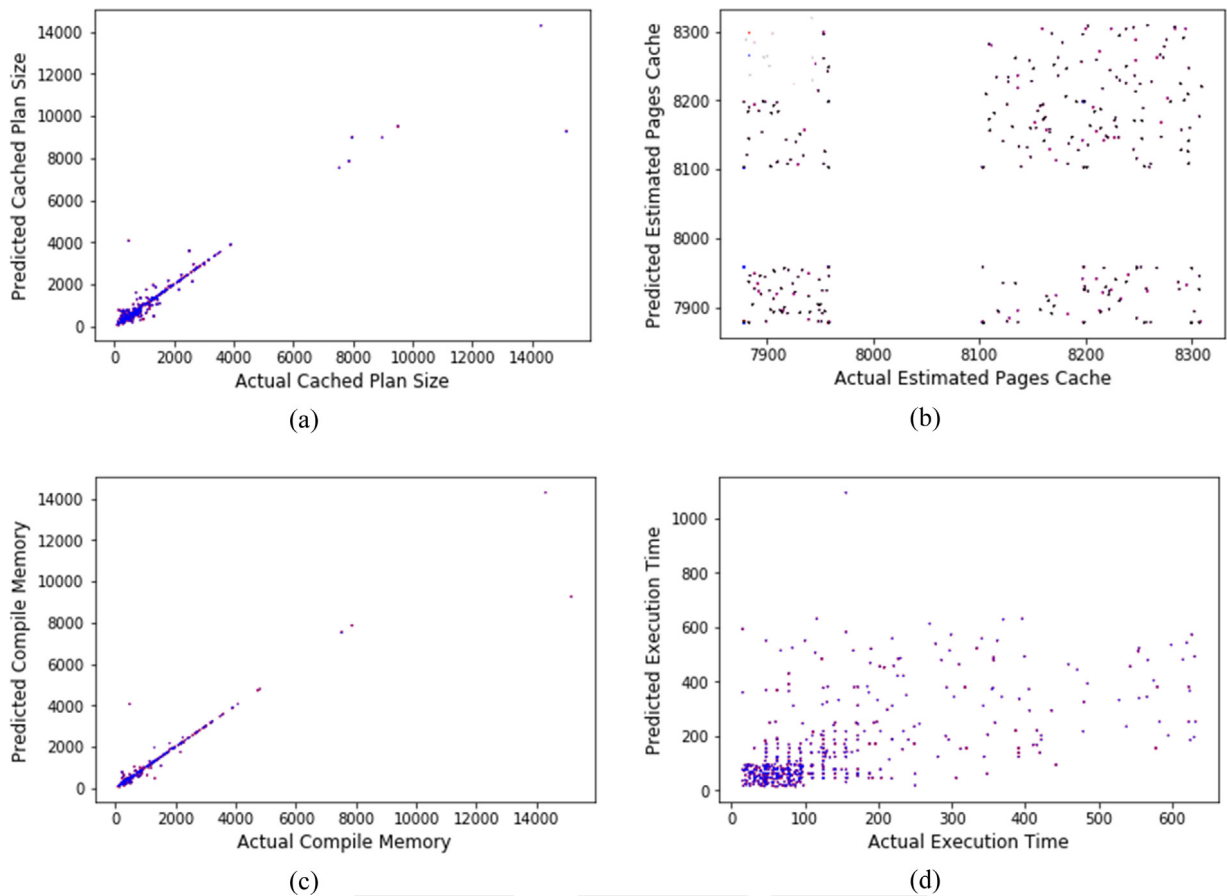 14000
12000
10000
8000
6000
4000
2000
0
Predicted Cached Plan Size
0 2000 4000 6000 8000 10000 12000 14000
Actual Cached Plan Size
(a)
8300
8200
8100
8000
7900
Predicted Estimated Pages Cache
7900 8000 8100 8200 8300
Actual Estimated Pages Cache
(b)
14000
12000
10000
8000
6000
4000
2000
0
Predicted Compile Memory
0 2000 4000 6000 8000 10000 12000 14000
Actual Compile Memory
(c)
1000
800
600
400
200
0
Predicted Execution Time
0 100 200 300 400 500 600
Actual Execution Time
(d)